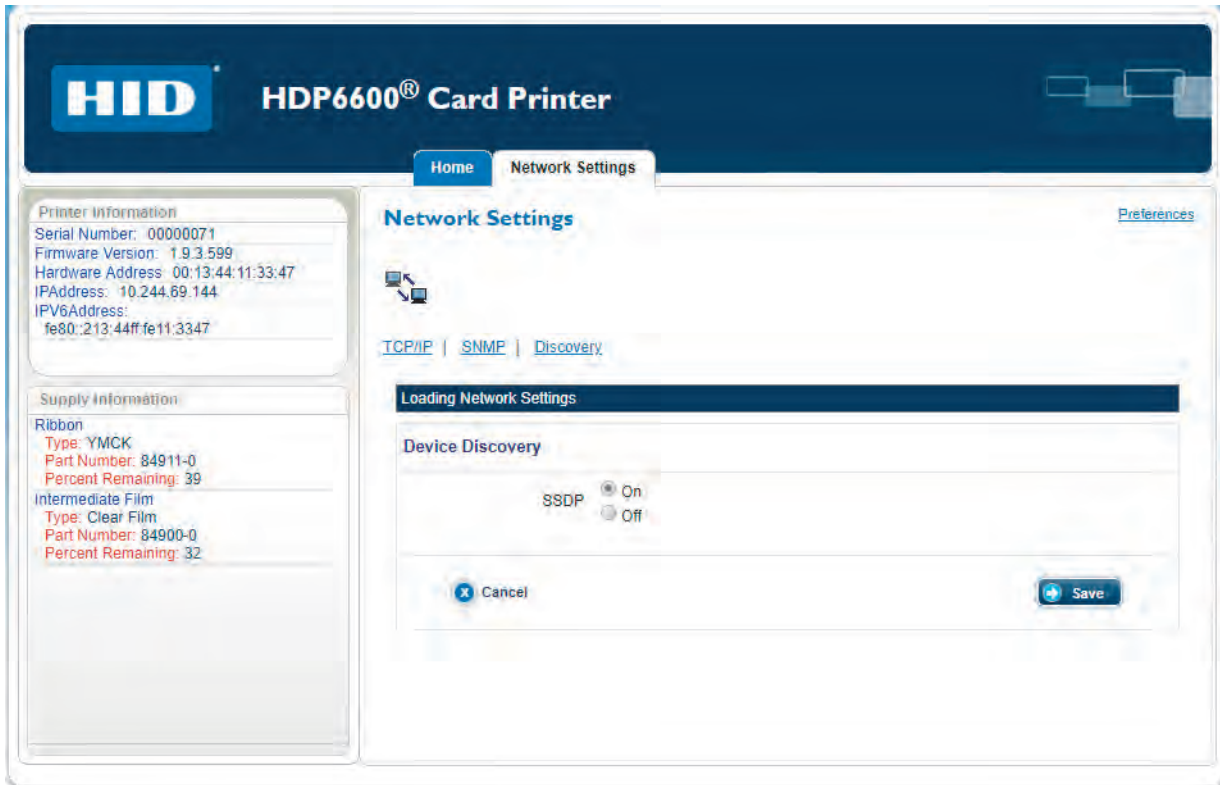 HID
HDP6600® Card Printer
Home
Network Settings
Printer Information
Serial Number: 00000071
Firmware Version: 1.9.3.599
Hardware Address 00:13:44:11:33:47
IPAddress: 10.244.69.144
IPV6Address:
fe80::213:44ff:fe11:3347
Supply Information
Ribbon
Type: YMCK
Part Number: 84911-0
Percent Remaining: 39
Intermediate Film
Type: Clear Film
Part Number: 84900-0
Percent Remaining: 32
Network Settings
Preferences
TCP/IP | SNMP | Discovery
Loading Network Settings
Device Discovery
SSDP
On
Off
Cancel
Save